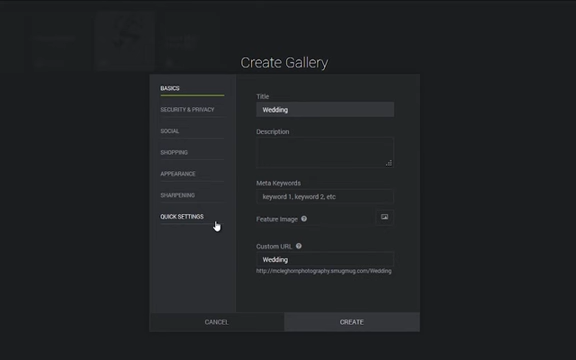 Create Gallery
BASICS
SECURITY & PRIVACY
SOCIAL
SHOPPING
APPEARANCE
SHARPENING
QUICK SETTINGS
Title
Wedding
Description
Meta Keywords
keyword 1, keyword 2, etc
Feature Image ?
Custom URL ?
Wedding
http://mcleghornphotography.smugmug.com/Wedding
CANCEL
CREATE